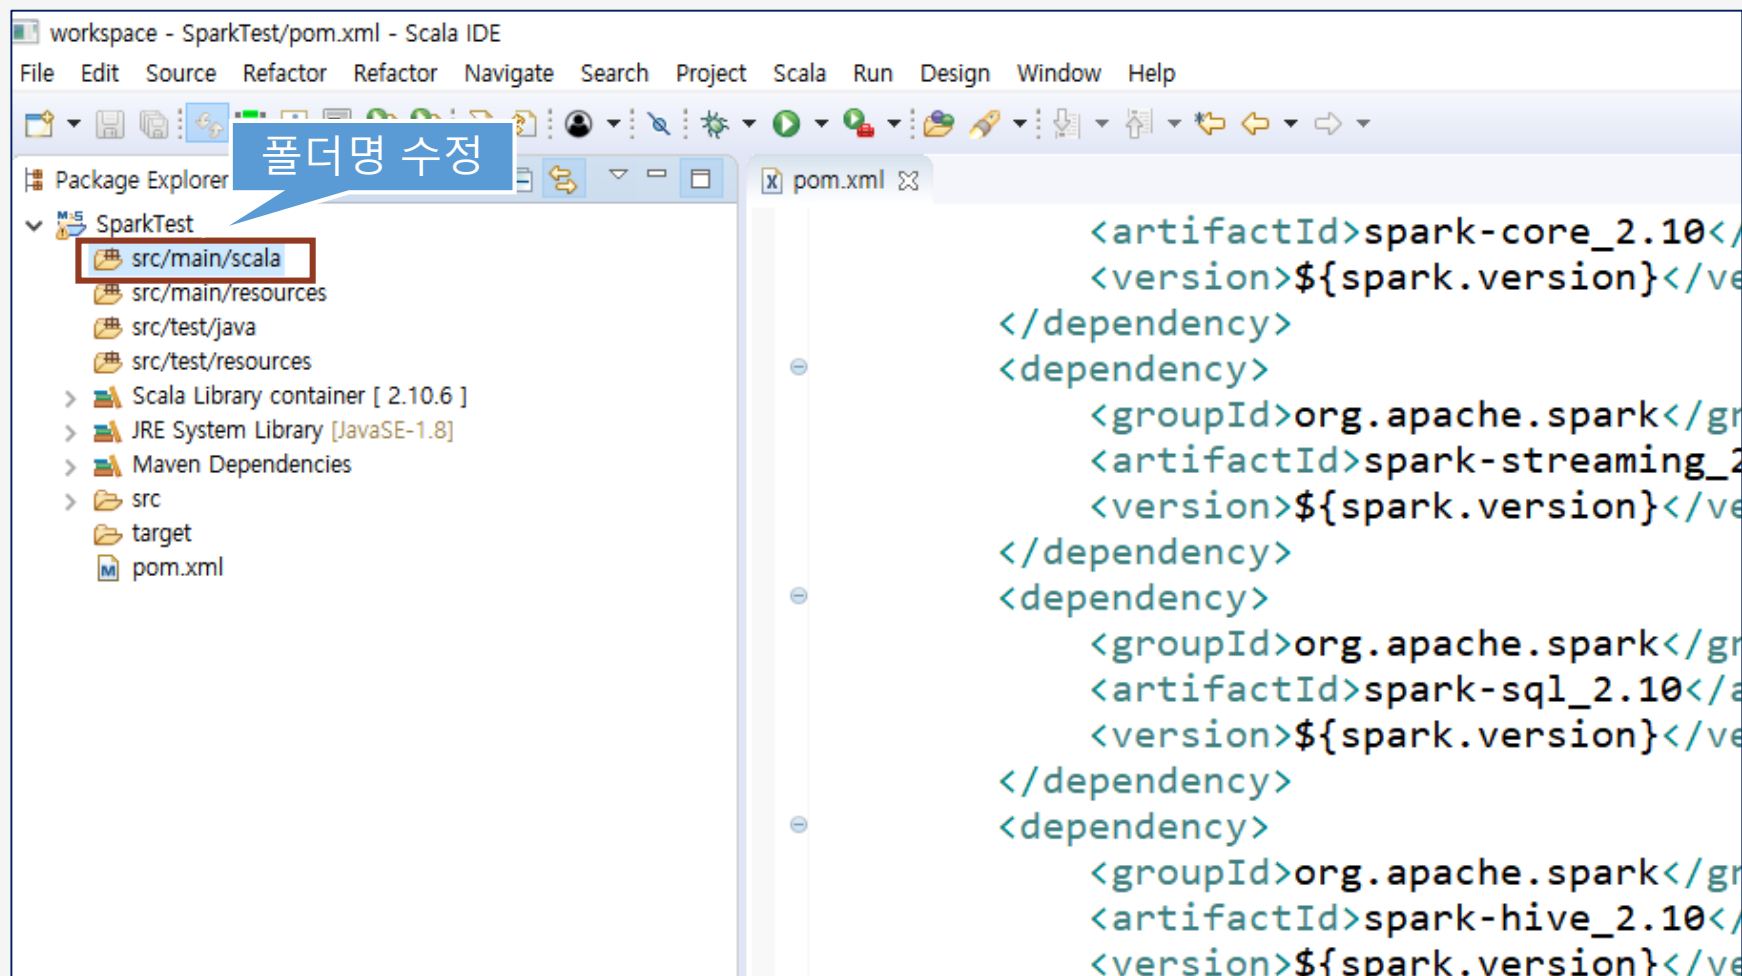 workspace - SparkTest/pom.xml - Scala IDE
File Edit Source Refactor Refactor Navigate Search Project Scala Run Design Window Help
폴더명 수정
Package Explorer
pom.xml
SparkTest
src/main/scala
src/main/resources
src/test/java
src/test/resources
Scala Library container [ 2.10.6 ]
JRE System Library [JavaSE-1.8]
Maven Dependencies
src
target
pom.xml
<artifactId>spark-core_2.10</
<version>${spark.version}</ve
</dependency>
<dependency>
<groupId>org.apache.spark</gr
<artifactId>spark-streaming_2
<version>${spark.version}</ve
</dependency>
<dependency>
<groupId>org.apache.spark</gr
<artifactId>spark-sql_2.10</a
<version>${spark.version}</ve
</dependency>
<dependency>
<groupId>org.apache.spark</gr
<artifactId>spark-hive_2.10</
<version>${spark.version}</ve